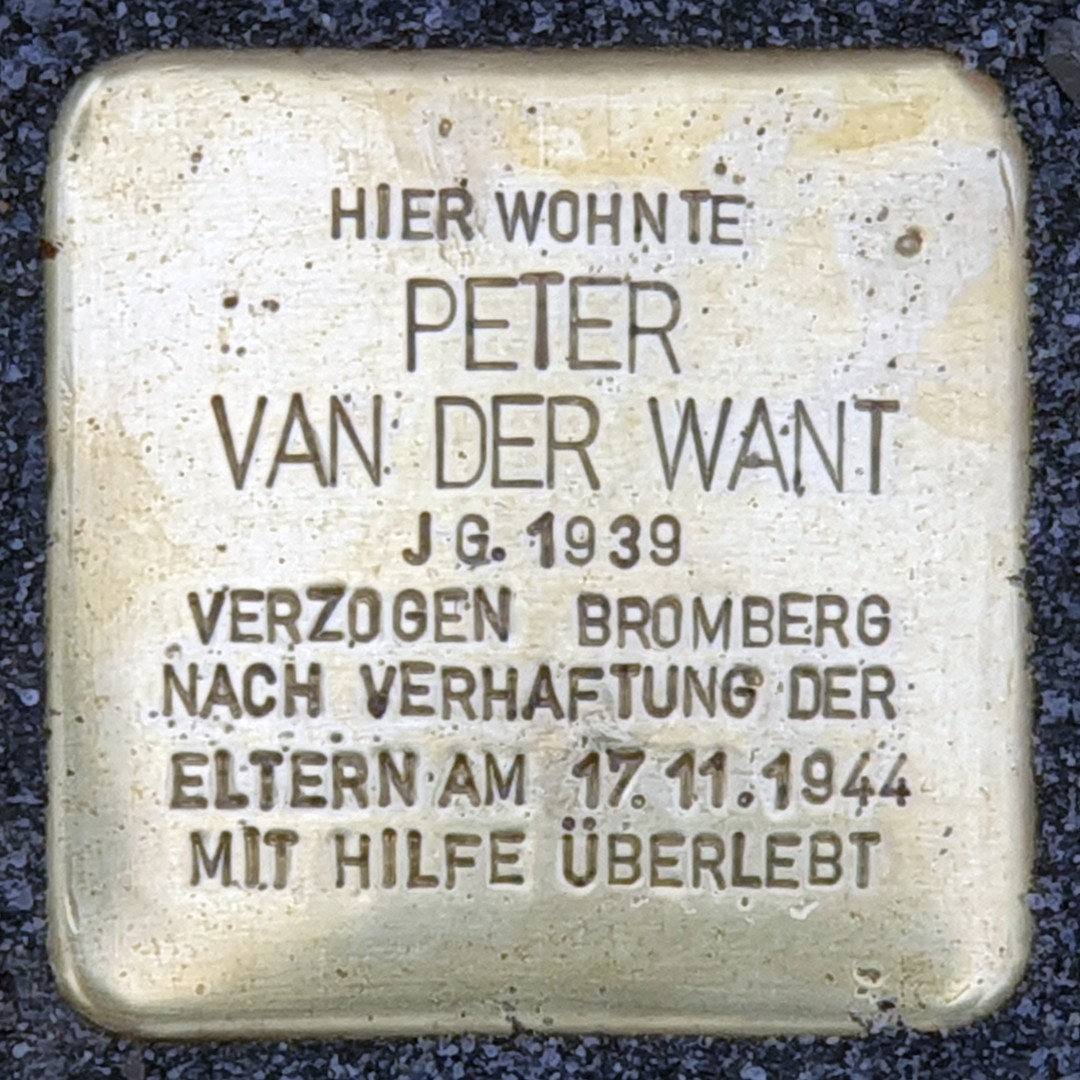 HIER WOHNTE
PETER
VAN DER WANT
JG. 1939
VERZOGEN BROMBERG
NACH VERHAFTUNG DER
ELTERN AM 17.11.1944
MIT HILFE ÜBERLEBT